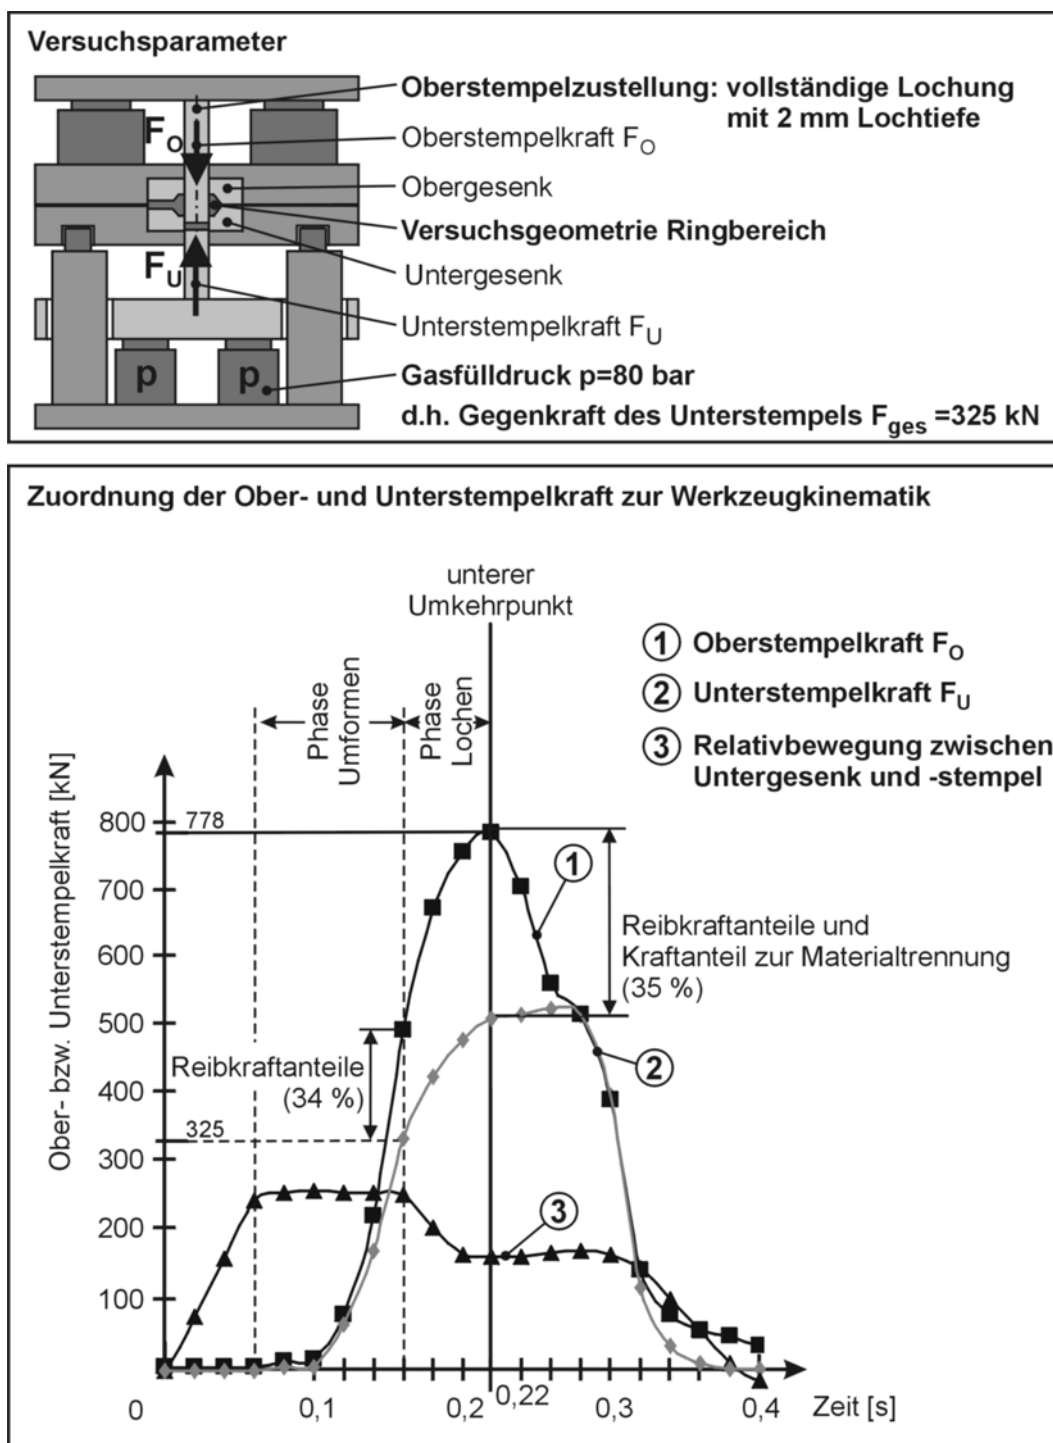 Versuchsparameter
Oberstempelzustellung: vollständige Lochung
mit 2 mm Lochtiefe
F_O
Oberstempelkraft F_O
Obergesenk
Versuchsgeometrie Ringbereich
F_U
Untergesenk
Unterstempelkraft F_U
p
p
Gasfülldruck p=80 bar
d.h. Gegenkraft des Unterstempels F_ges =325 kN
Zuordnung der Ober- und Unterstempelkraft zur Werkzeugkinematik
unterer
Umkehrpunkt
1 Oberstempelkraft F_O
2 Unterstempelkraft F_U
3 Relativbewegung zwischen
Untergesenk und -stempel
Phase
Umformen
Phase
Lochen
Ober- bzw. Unterstempelkraft [kN]
800
778
700
600
500
400
325
300
200
100
1
Reibkraftanteile und
Kraftanteil zur Materialtrennung
(35 %)
Reibkraftanteile
(34 %)
2
3
0
0,1
0,2
0,22
0,3
0,4
Zeit [s]